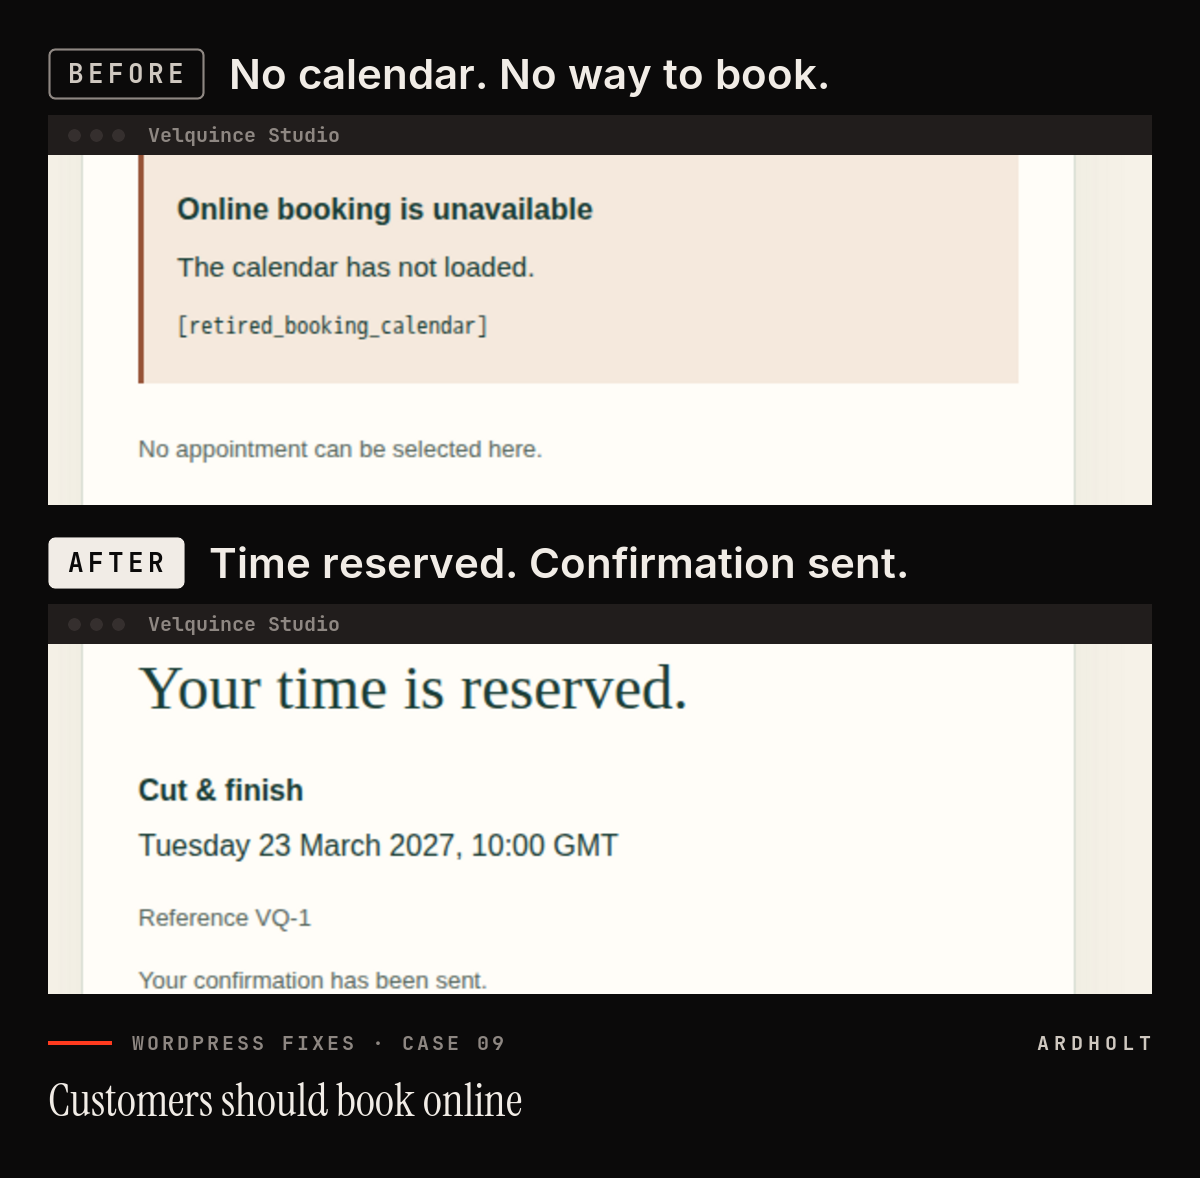 BEFORE No calendar. No way to book.
Velquince Studio
Online booking is unavailable
The calendar has not loaded.
[retired_booking_calendar]
No appointment can be selected here.
AFTER Time reserved. Confirmation sent.
Velquince Studio
Your time is reserved.
Cut & finish
Tuesday 23 March 2027, 10:00 GMT
Reference VQ-1
Your confirmation has been sent.
WORDPRESS FIXES · CASE 09 ARDHOLT
Customers should book online